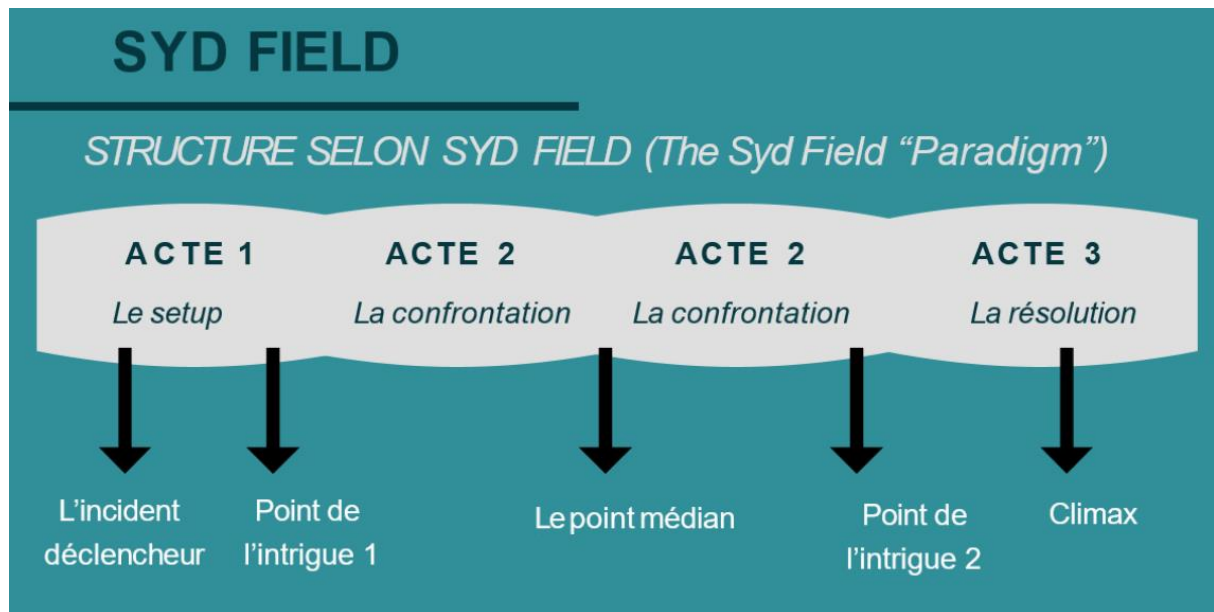 SYD FIELD
STRUCTURE SELON SYD FIELD (The Syd Field “Paradigm”)
ACTE 1
Le setup
ACTE 2
La confrontation
ACTE 2
La confrontation
ACTE 3
La résolution
L’incident
déclencheur
Point de
l’intrigue 1
Le point médian
Point de
l’intrigue 2
Climax